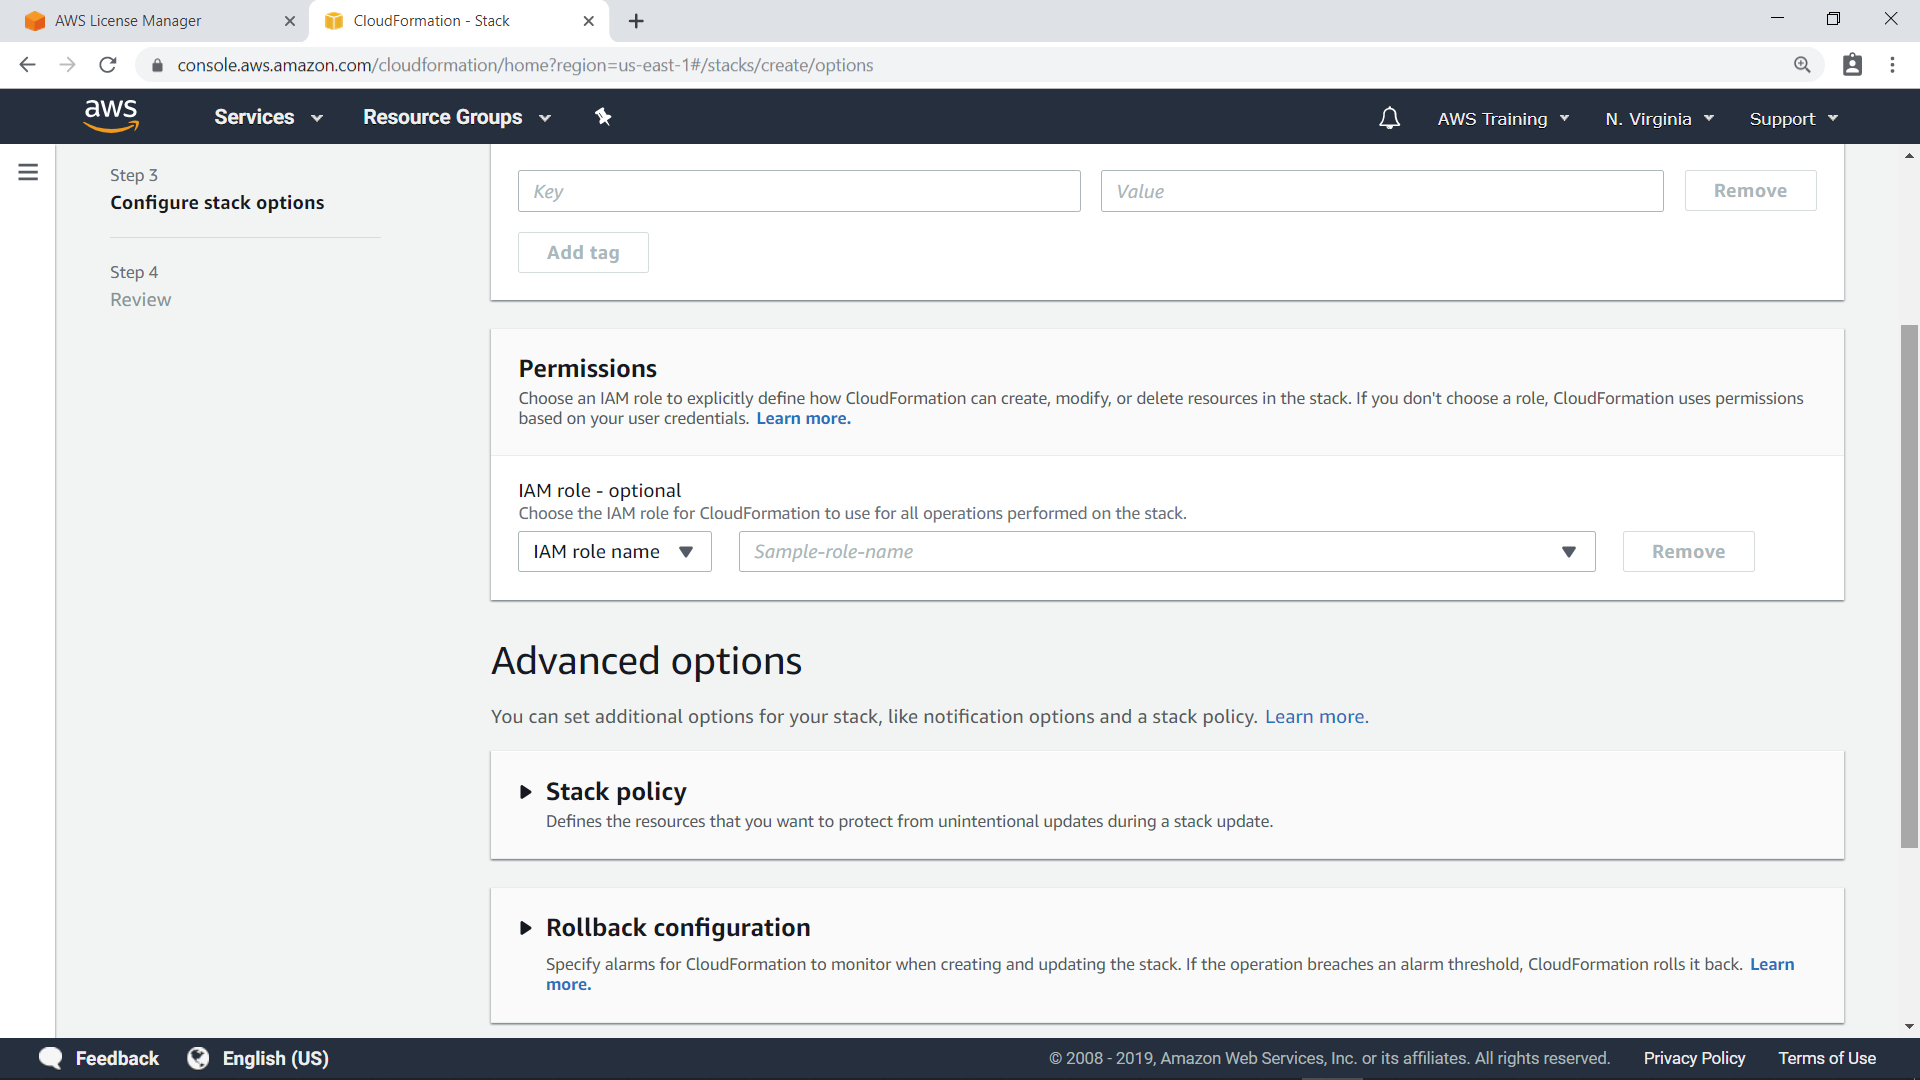 AWS License Manager
CloudFormation - Stack
console.aws.amazon.com/cloudformation/home?region=us-east-1#/stacks/create/options
aws
Services
Resource Groups
AWS Training
N. Virginia
Support
Step 3
Configure stack options
Step 4
Review
Key
Value
Remove
Add tag
Permissions
Choose an IAM role to explicitly define how CloudFormation can create, modify, or delete resources in the stack. If you don't choose a role, CloudFormation uses permissions
based on your user credentials. Learn more.
IAM role - optional
Choose the IAM role for CloudFormation to use for all operations performed on the stack.
IAM role name
Sample-role-name
Remove
Advanced options
You can set additional options for your stack, like notification options and a stack policy. Learn more.
Stack policy
Defines the resources that you want to protect from unintentional updates during a stack update.
Rollback configuration
Specify alarms for CloudFormation to monitor when creating and updating the stack. If the operation breaches an alarm threshold, CloudFormation rolls it back. Learn
more.
Feedback
English (US)
© 2008 - 2019, Amazon Web Services, Inc. or its affiliates. All rights reserved.
Privacy Policy
Terms of Use